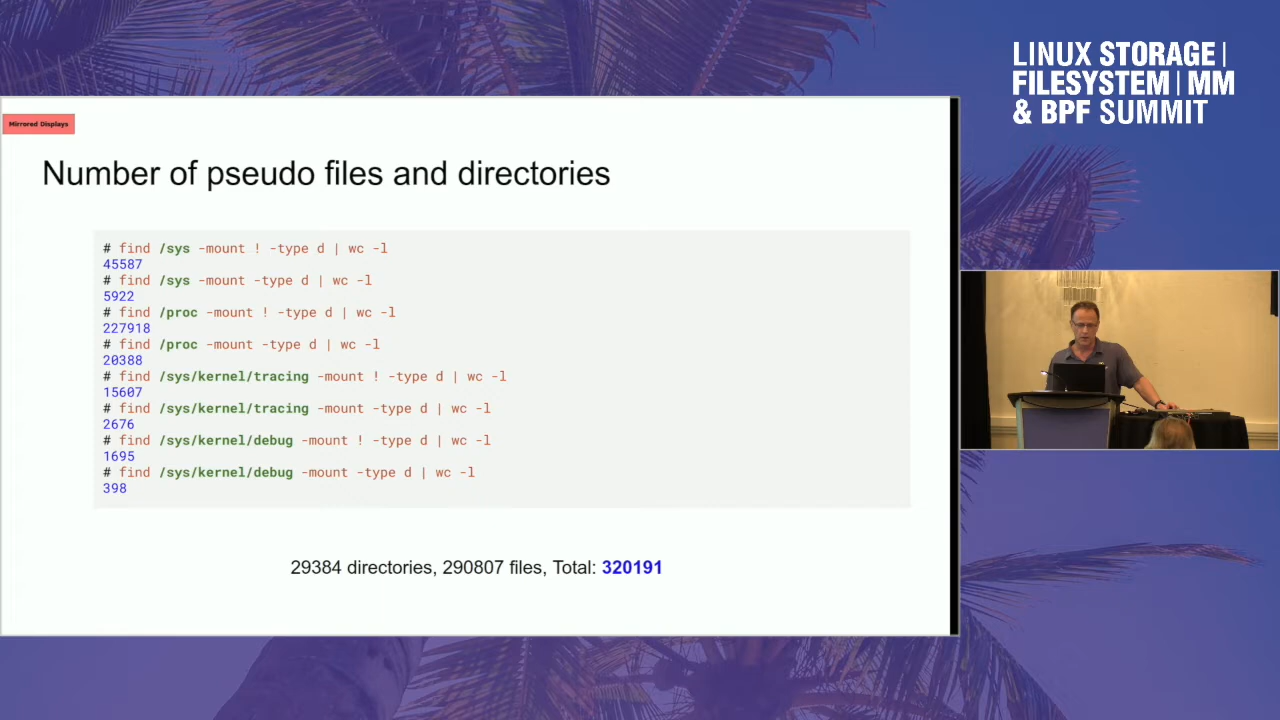 LINUX STORAGE |
FILESYSTEM | MM
& BPF SUMMIT
Mirrored Displays
Number of pseudo files and directories
# find /sys -mount ! -type d | wc -l
45587
# find /sys -mount -type d | wc -l
5922
# find /proc -mount ! -type d | wc -l
227918
# find /proc -mount -type d | wc -l
20388
# find /sys/kernel/tracing -mount ! -type d | wc -l
15607
# find /sys/kernel/tracing -mount -type d | wc -l
2676
# find /sys/kernel/debug -mount ! -type d | wc -l
1695
# find /sys/kernel/debug -mount -type d | wc -l
398
29384 directories, 290807 files, Total: 320191